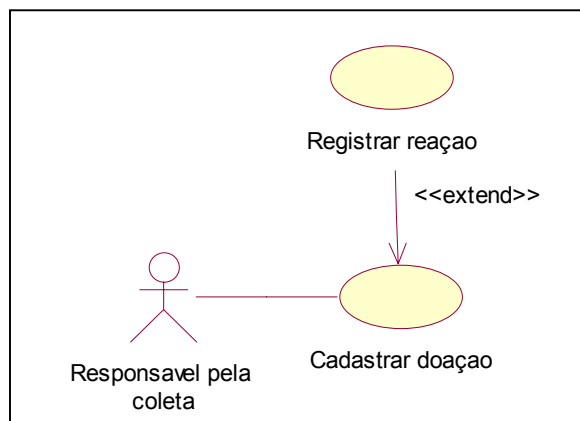 Registrar reaçao
<<extend>>
Cadastrar doaçao
Responsavel pela
coleta